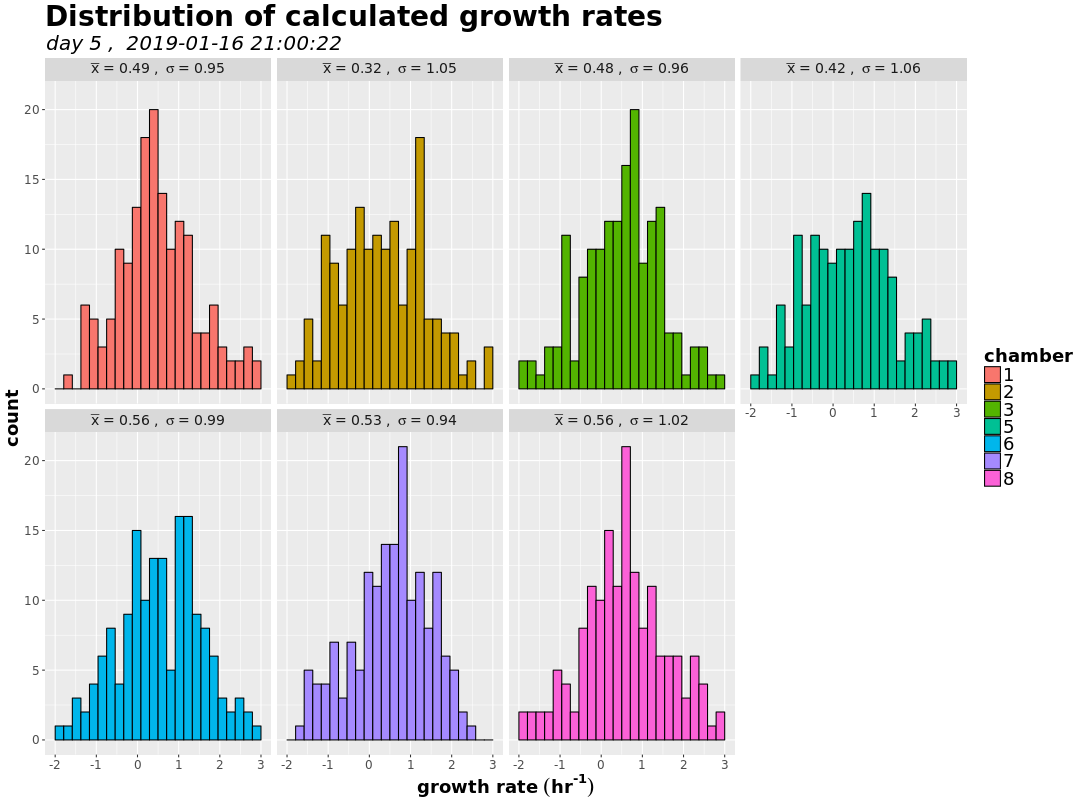 Distribution of calculated growth rates
day 5 , 2019-01-16 21:00:22
x̅ = 0.49 , σ = 0.95
x̅ = 0.32 , σ = 1.05
x̅ = 0.48 , σ = 0.96
x̅ = 0.42 , σ = 1.06
20
15
10
5
0
-2 -1 0 1 2 3
x̅ = 0.56 , σ = 0.99
x̅ = 0.53 , σ = 0.94
x̅ = 0.56 , σ = 1.02
20
15
10
5
0
-2 -1 0 1 2 3
-2 -1 0 1 2 3
-2 -1 0 1 2 3
count
growth rate (hr⁻¹)
chamber
1
2
3
5
6
7
8